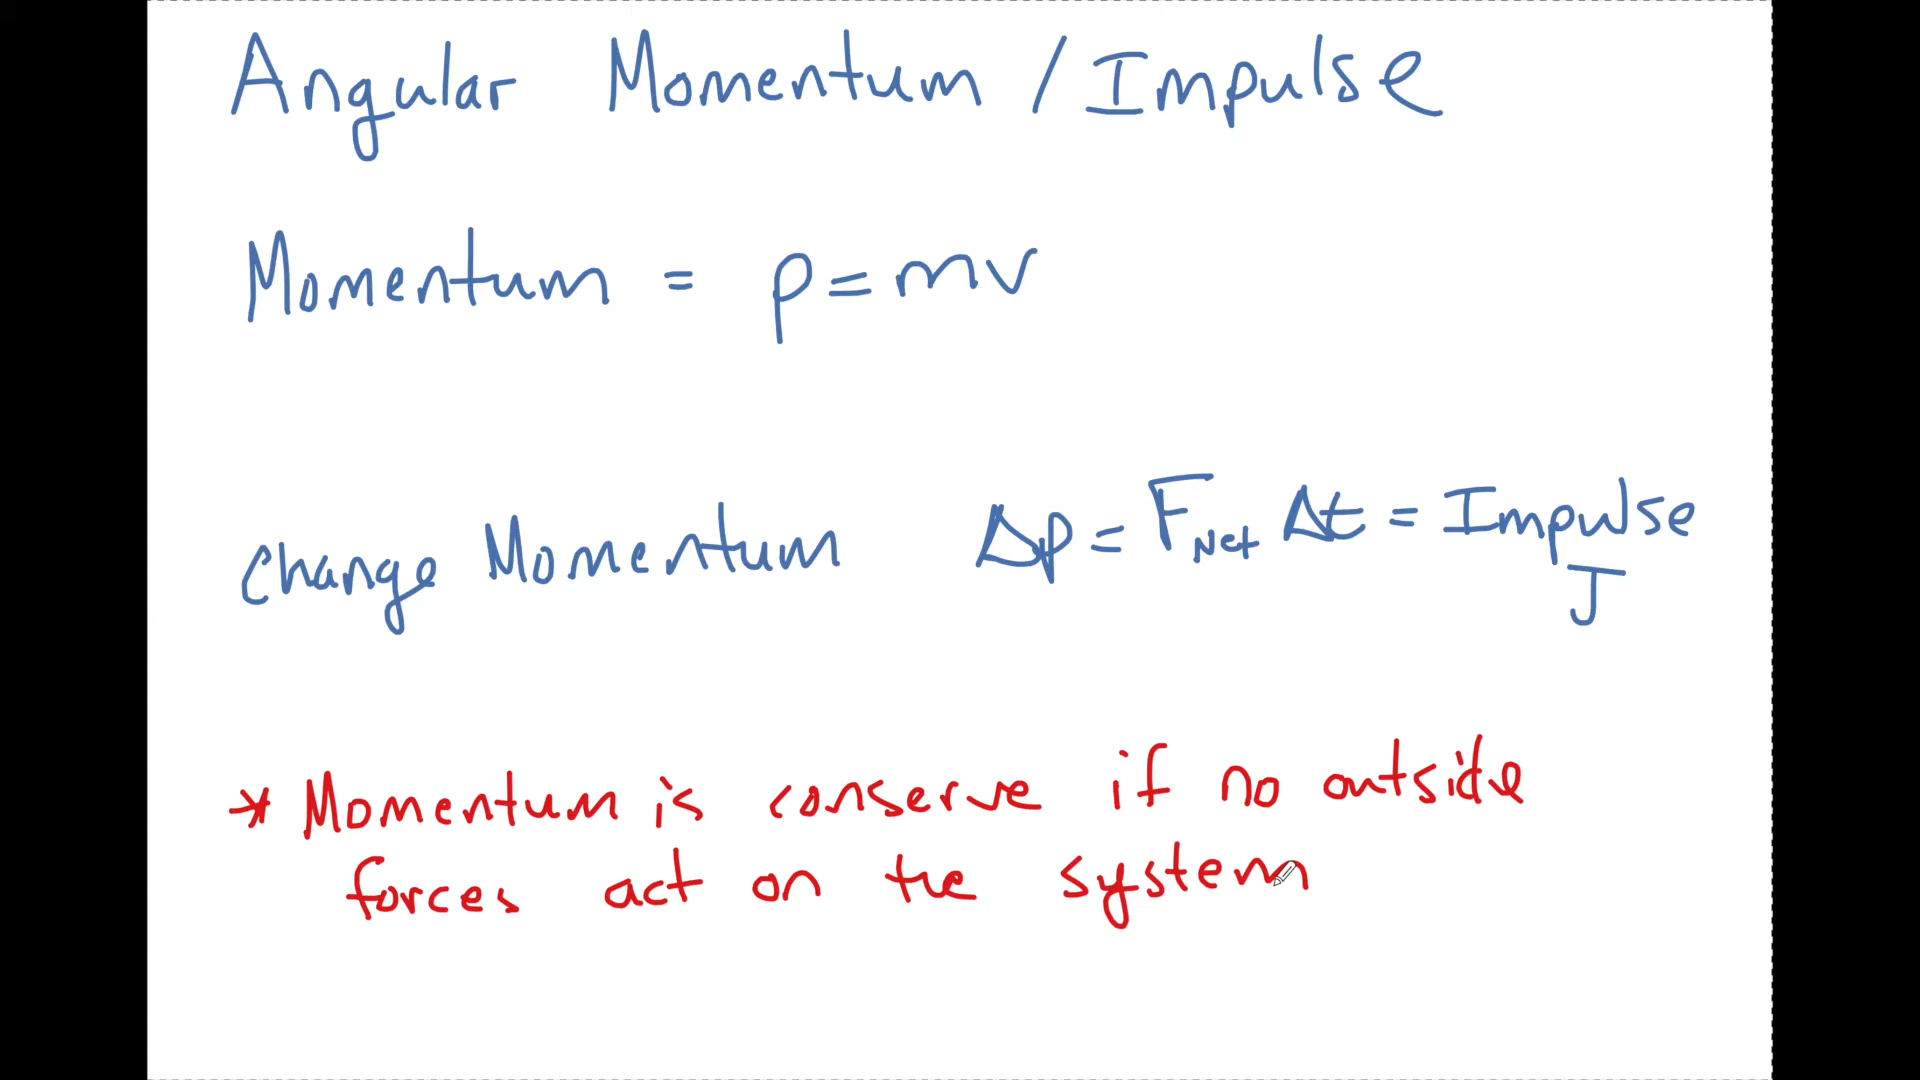 Angular Momentum / Impulse
Momentum = p = mv
Change Momentum Δp = F_Net Δt = Impulse
J
* Momentum is conserve if no outside
forces act on the system